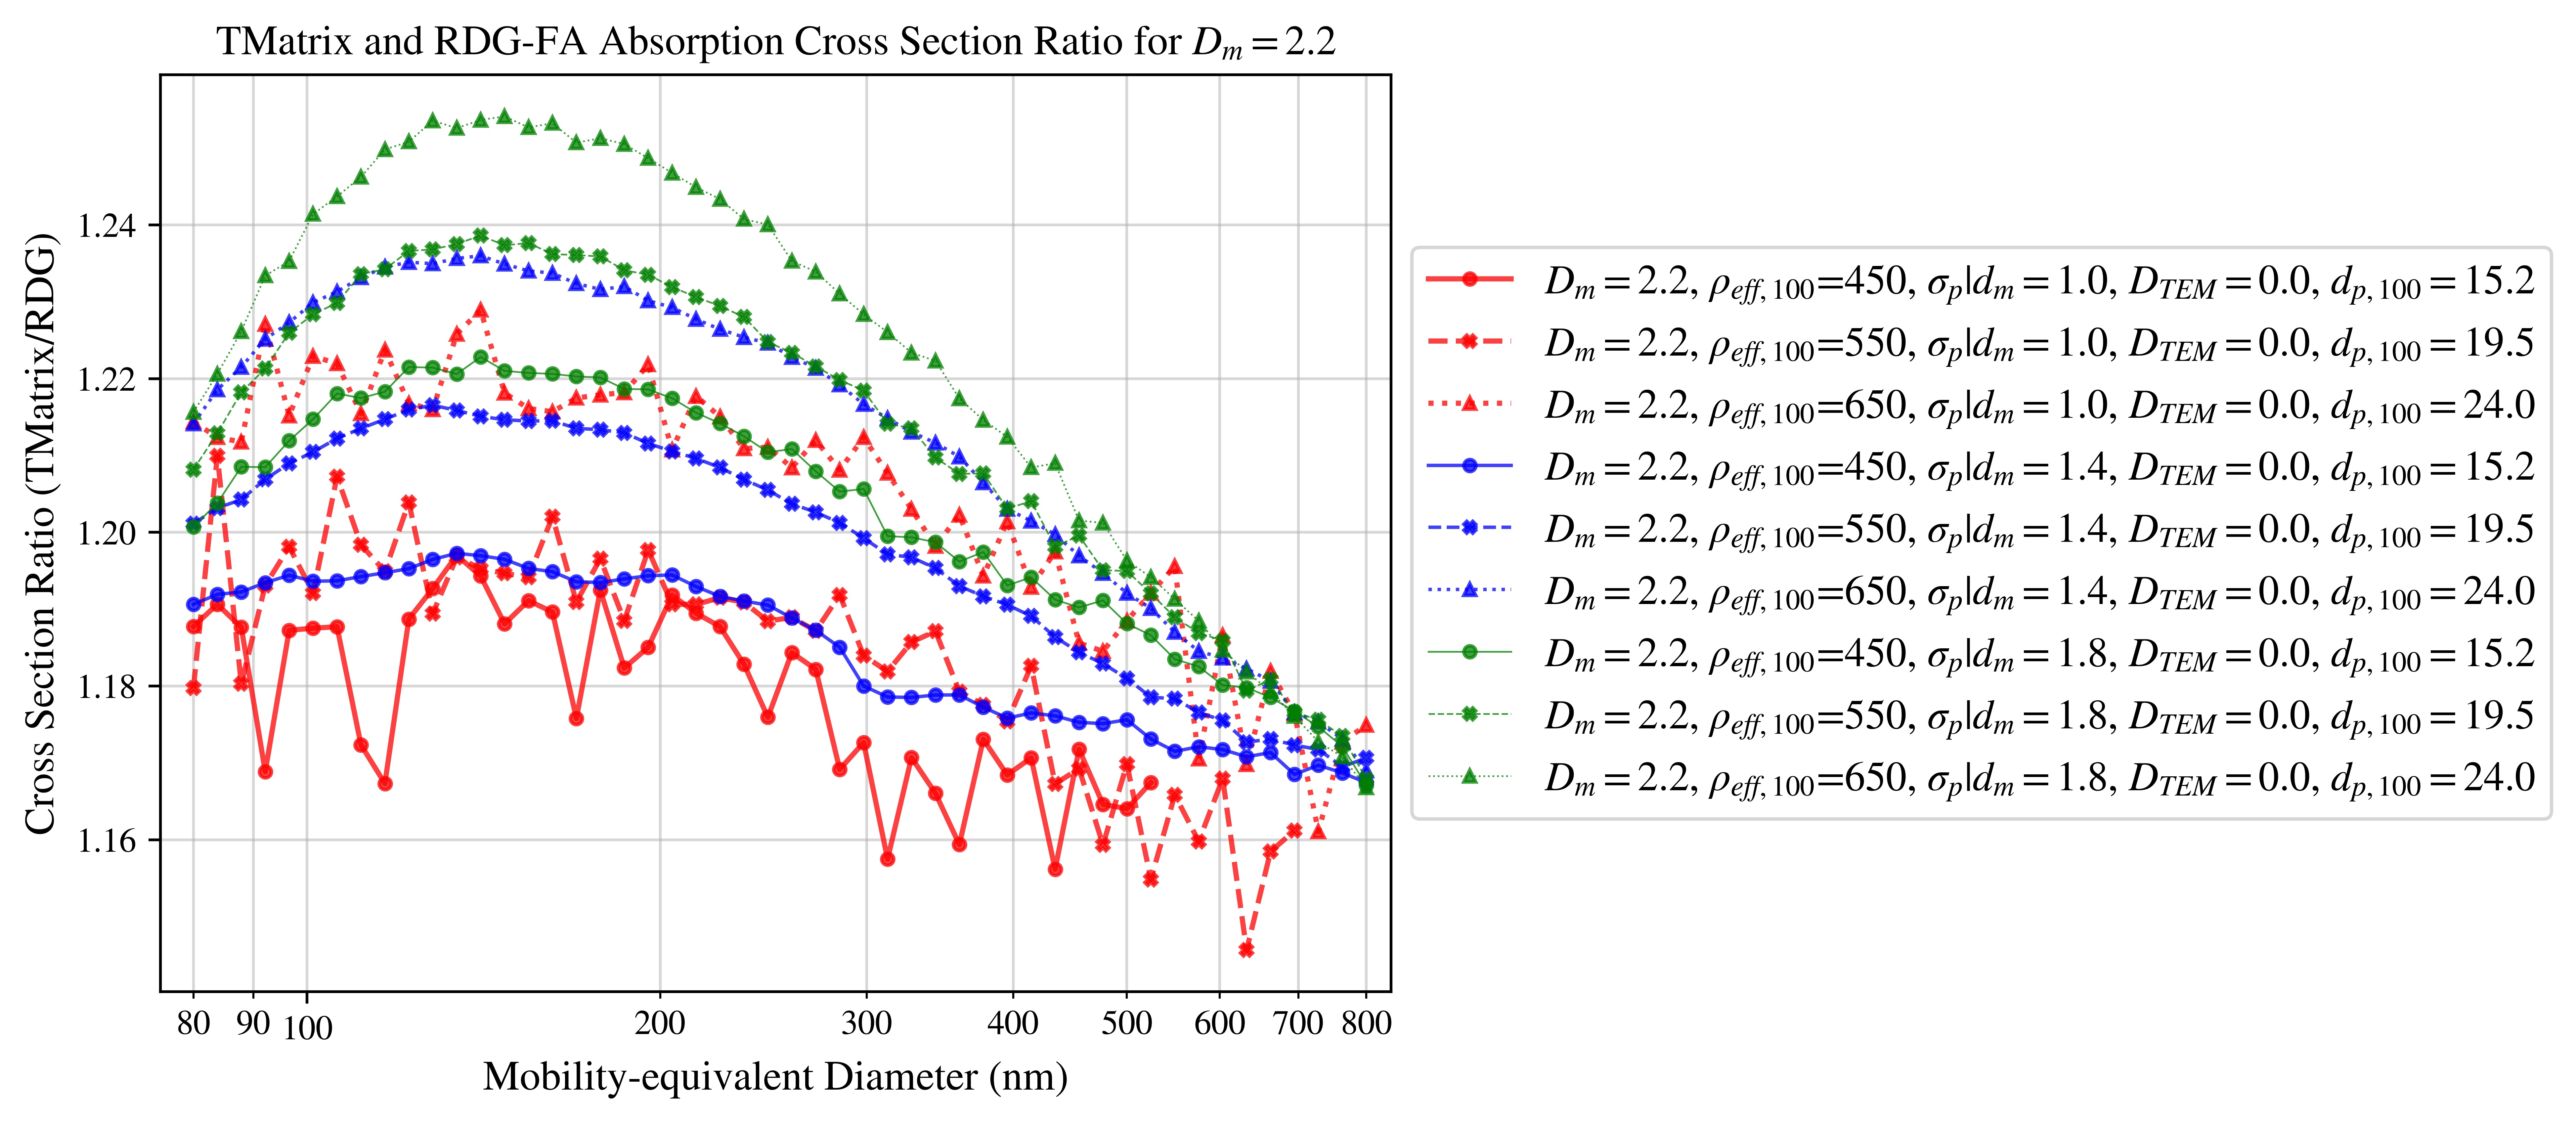 TMatrix and RDG-FA Absorption Cross Section Ratio for D_m = 2.2
Cross Section Ratio (TMatrix/RDG)
1.24
1.22
1.20
1.18
1.16
80 90 100 200 300 400 500 600 700 800
Mobility-equivalent Diameter (nm)
D_m = 2.2, ρ_eff,100=450, σ_p|d_m = 1.0, D_TEM = 0.0, d_p,100 = 15.2
D_m = 2.2, ρ_eff,100=550, σ_p|d_m = 1.0, D_TEM = 0.0, d_p,100 = 19.5
D_m = 2.2, ρ_eff,100=650, σ_p|d_m = 1.0, D_TEM = 0.0, d_p,100 = 24.0
D_m = 2.2, ρ_eff,100=450, σ_p|d_m = 1.4, D_TEM = 0.0, d_p,100 = 15.2
D_m = 2.2, ρ_eff,100=550, σ_p|d_m = 1.4, D_TEM = 0.0, d_p,100 = 19.5
D_m = 2.2, ρ_eff,100=650, σ_p|d_m = 1.4, D_TEM = 0.0, d_p,100 = 24.0
D_m = 2.2, ρ_eff,100=450, σ_p|d_m = 1.8, D_TEM = 0.0, d_p,100 = 15.2
D_m = 2.2, ρ_eff,100=550, σ_p|d_m = 1.8, D_TEM = 0.0, d_p,100 = 19.5
D_m = 2.2, ρ_eff,100=650, σ_p|d_m = 1.8, D_TEM = 0.0, d_p,100 = 24.0